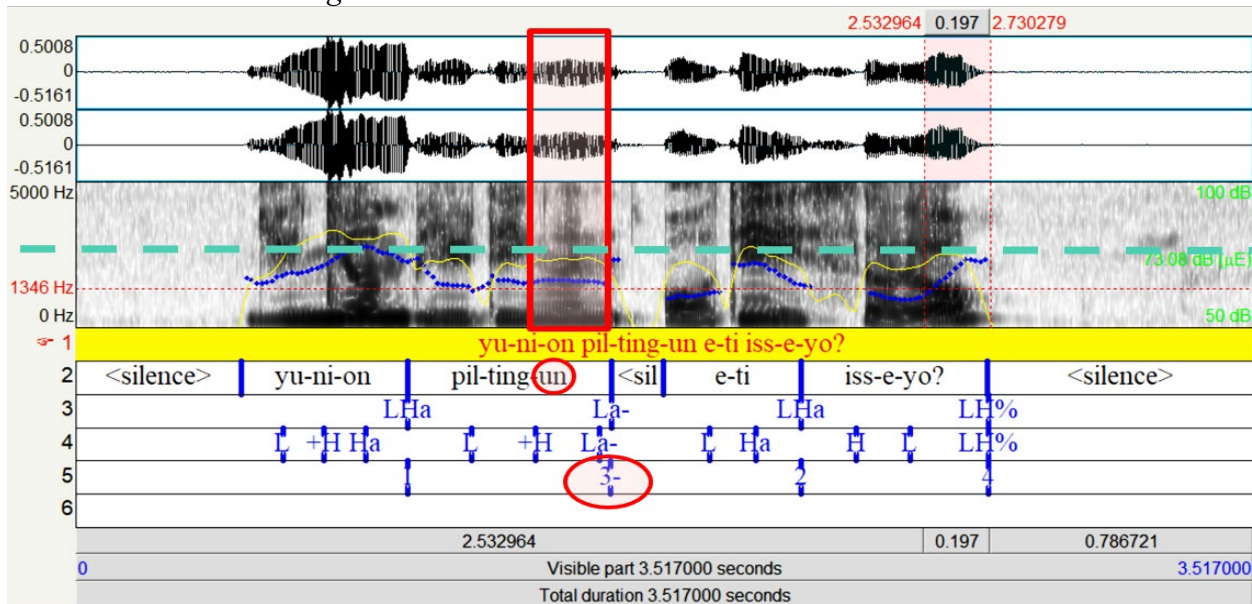 2.532964 0.197 2.730279
0.5008
0
-0.5161
0.5008
0
-0.5161
5000 Hz 100 dB
73.08 dB (µE)
1346 Hz
0 Hz 50 dB
☞ 1 yu-ni-on pil-ting-un e-ti iss-e-yo?
2 <silence> yu-ni-on pil-ting-un <sil e-ti iss-e-yo? <silence>
3 LHa La- LHa LH%
4 L +H Ha L +H La- L Ha H L LH%
5 1 3- 2 4
6
2.532964 0.197 0.786721
0 Visible part 3.517000 seconds 3.517000
Total duration 3.517000 seconds